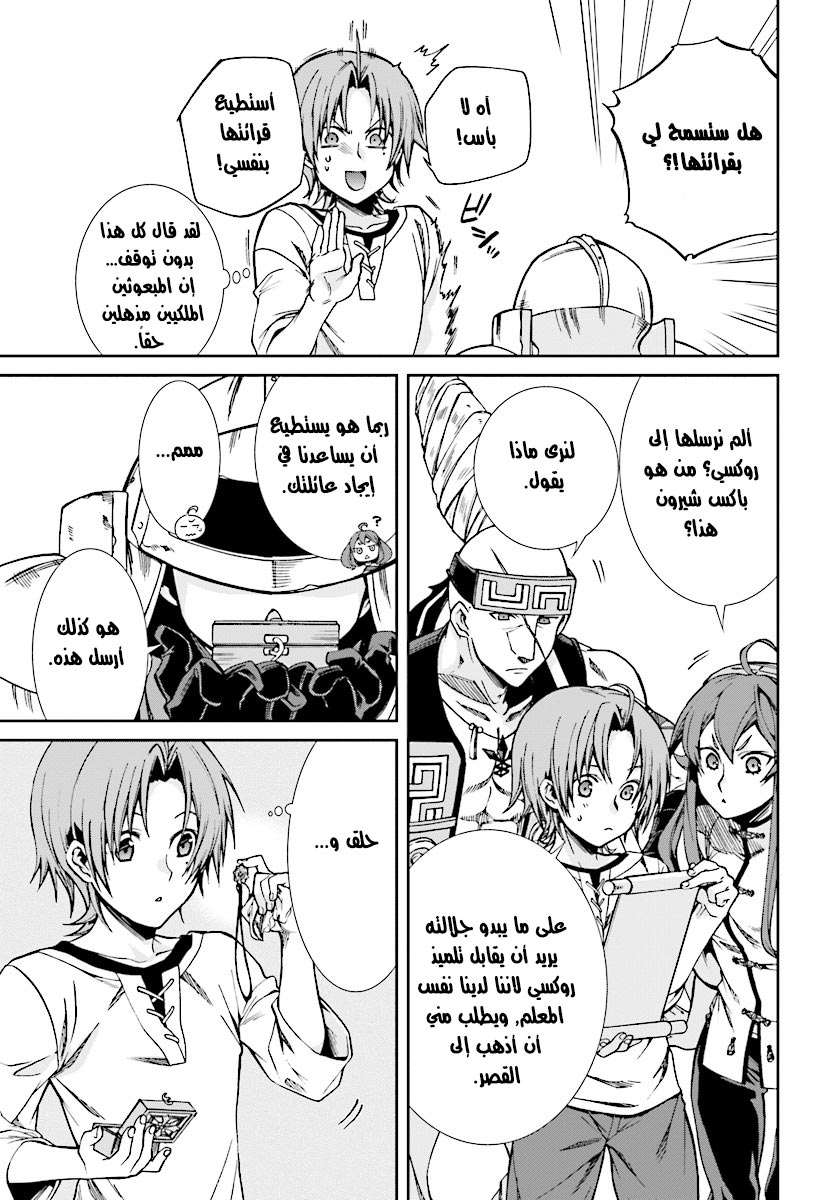 هل ستسمح لي
بقرائتها!؟
آه لا
بأس!
أستطيع
قرائتها
بنفسي!
لقد قال كل هذا
بدون توقف...
إن المبعوثين
الملكيين مذهلين
حقاً.
ألم نرسلها إلى
روكسي؟ من هو
باكس شيرون
هذا؟
لنرى ماذا
يقول.
على ما يبدو جلالته
يريد أن يقابل تلميذ
روكسي لاننا لدينا نفس
المعلم, ويطلب مني
أن أذهب إلى
القصر.
ربما هو يستطيع
أن يساعدنا في
إيجاد عائلتك.
?
ممم...
هو كذلك
أرسل هذه.
حلق و...